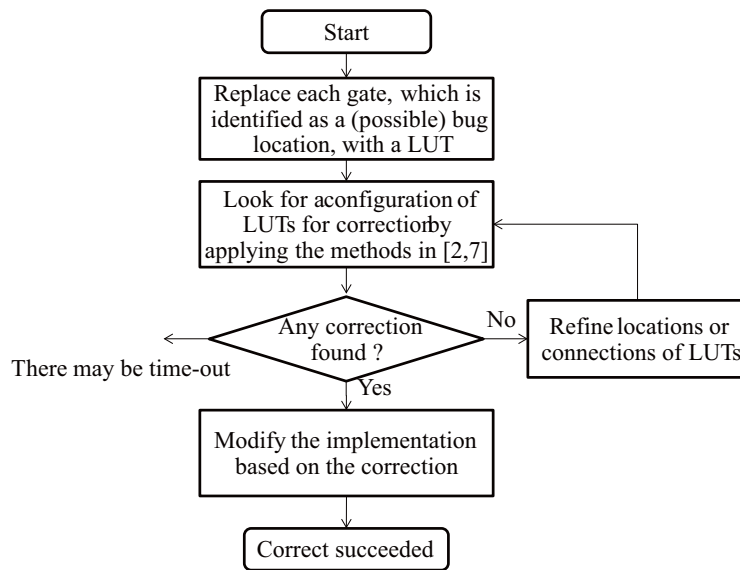 Start
Replace each gate, which is
identified as a (possible) bug
location, with a LUT
Look for aconfiguration of
LUTs for correctionby
applying the methods in [2,7]
Any correction
found ?
No
Refine locations or
connections of LUTs
There may be time-out
Yes
Modify the implementation
based on the correction
Correct succeeded